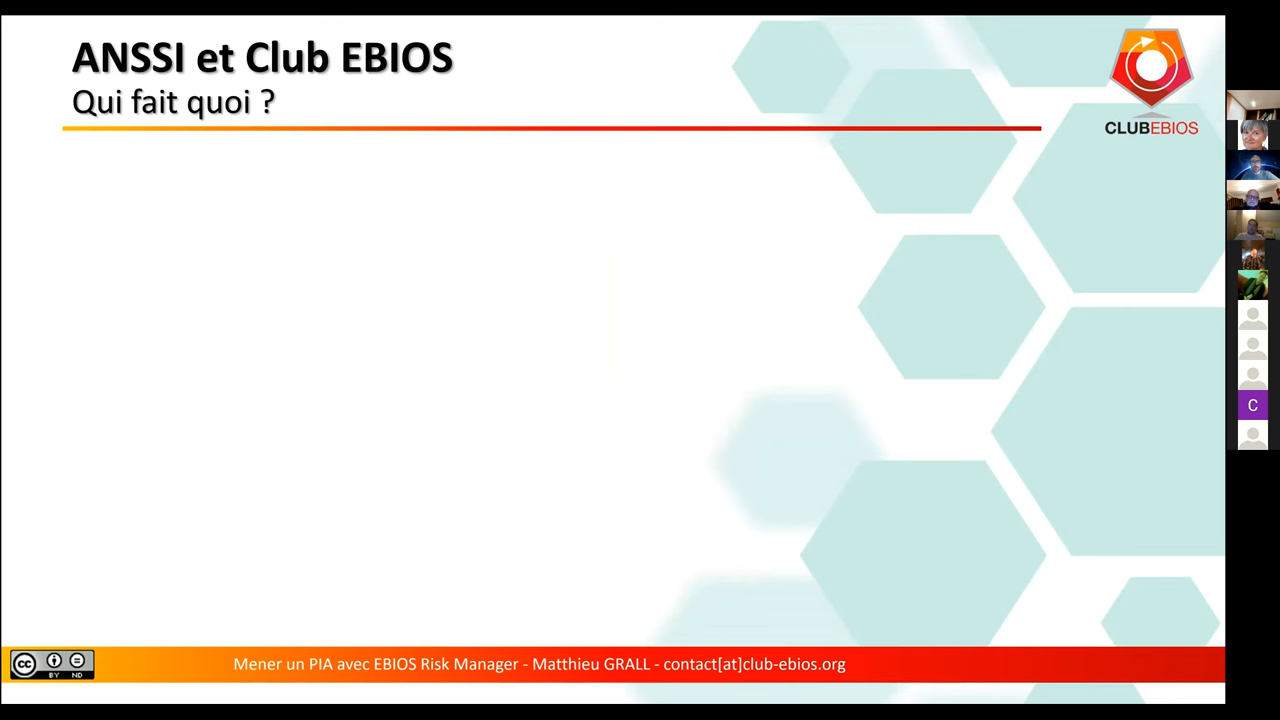 ANSSI et Club EBIOS
Qui fait quoi ?
CLUBEBIOS
C
cc
BY ND
Mener un PIA avec EBIOS Risk Manager - Matthieu GRALL - contact[at]club-ebios.org